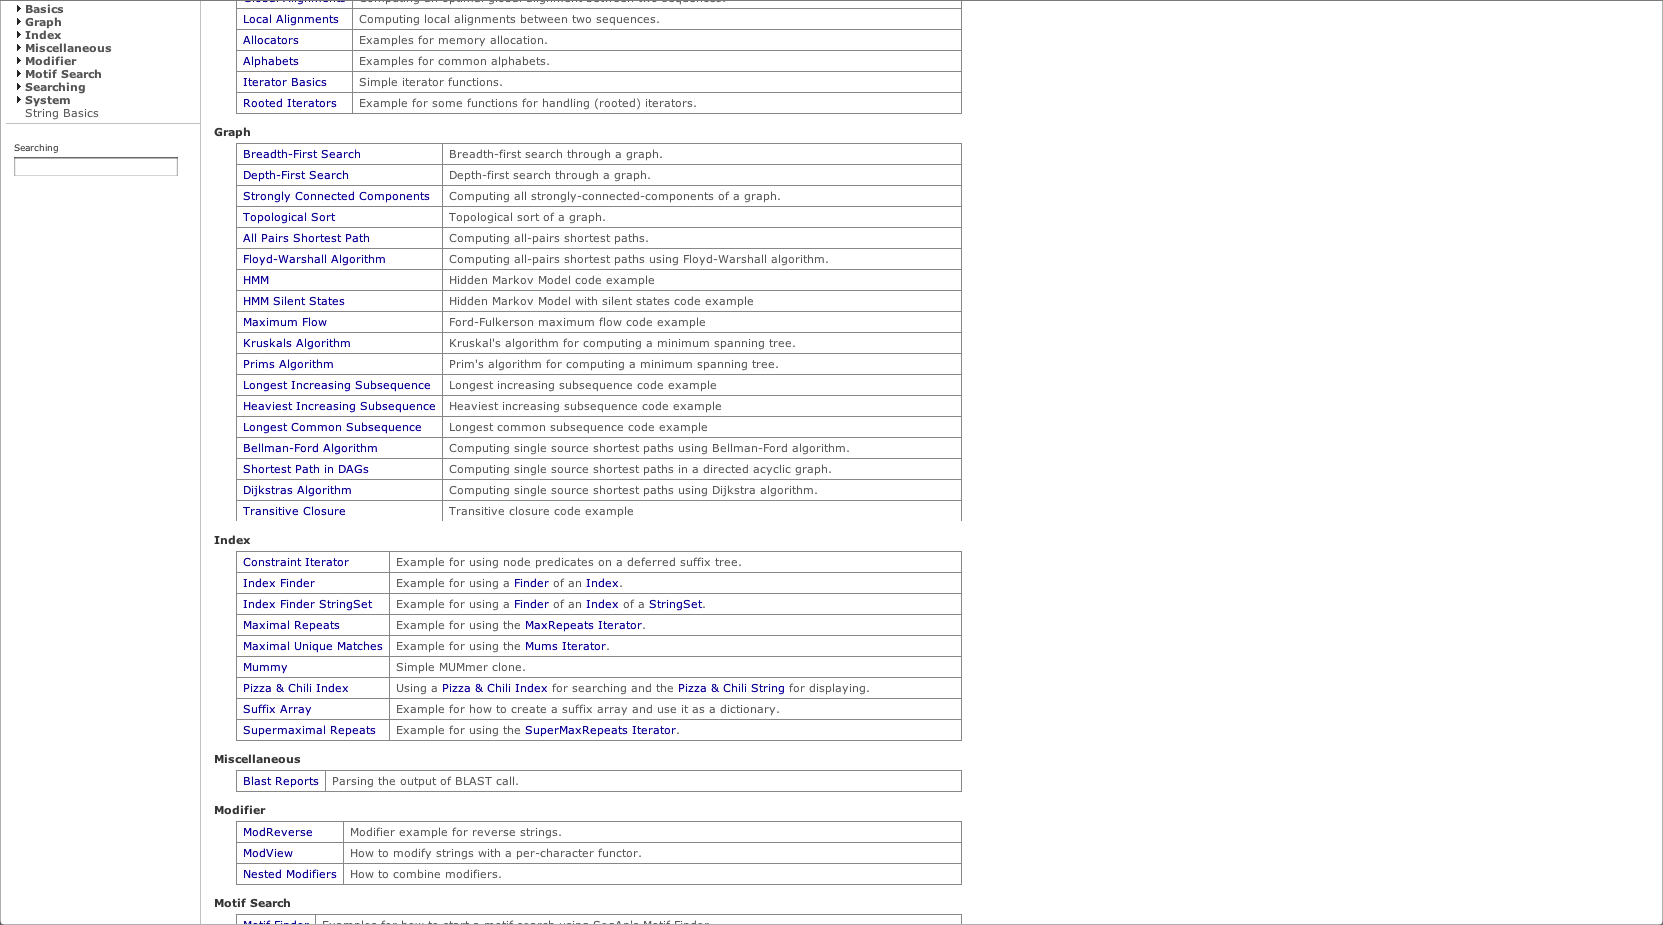 Basics
Graph
Index
Miscellaneous
Modifier
Motif Search
Searching
System
String Basics
Searching
Local Alignments Computing local alignments between two sequences.
Allocators Examples for memory allocation.
Alphabets Examples for common alphabets.
Iterator Basics Simple iterator functions.
Rooted Iterators Example for some functions for handling (rooted) iterators.
Graph
Breadth-First Search Breadth-first search through a graph.
Depth-First Search Depth-first search through a graph.
Strongly Connected Components Computing all strongly-connected-components of a graph.
Topological Sort Topological sort of a graph.
All Pairs Shortest Path Computing all-pairs shortest paths.
Floyd-Warshall Algorithm Computing all-pairs shortest paths using Floyd-Warshall algorithm.
HMM Hidden Markov Model code example
HMM Silent States Hidden Markov Model with silent states code example
Maximum Flow Ford-Fulkerson maximum flow code example
Kruskals Algorithm Kruskal's algorithm for computing a minimum spanning tree.
Prims Algorithm Prim's algorithm for computing a minimum spanning tree.
Longest Increasing Subsequence Longest increasing subsequence code example
Heaviest Increasing Subsequence Heaviest increasing subsequence code example
Longest Common Subsequence Longest common subsequence code example
Bellman-Ford Algorithm Computing single source shortest paths using Bellman-Ford algorithm.
Shortest Path in DAGs Computing single source shortest paths in a directed acyclic graph.
Dijkstras Algorithm Computing single source shortest paths using Dijkstra algorithm.
Transitive Closure Transitive closure code example
Index
Constraint Iterator Example for using node predicates on a deferred suffix tree.
Index Finder Example for using a Finder of an Index.
Index Finder StringSet Example for using a Finder of an Index of a StringSet.
Maximal Repeats Example for using the MaxRepeats Iterator.
Maximal Unique Matches Example for using the Mums Iterator.
Mummy Simple MUMmer clone.
Pizza & Chili Index Using a Pizza & Chili Index for searching and the Pizza & Chili String for displaying.
Suffix Array Example for how to create a suffix array and use it as a dictionary.
Supermaximal Repeats Example for using the SuperMaxRepeats Iterator.
Miscellaneous
Blast Reports Parsing the output of BLAST call.
Modifier
ModReverse Modifier example for reverse strings.
ModView How to modify strings with a per-character functor.
Nested Modifiers How to combine modifiers.
Motif Search
Motif Finder Examples for how to start a motif search using SeqAn's Motif Finder.